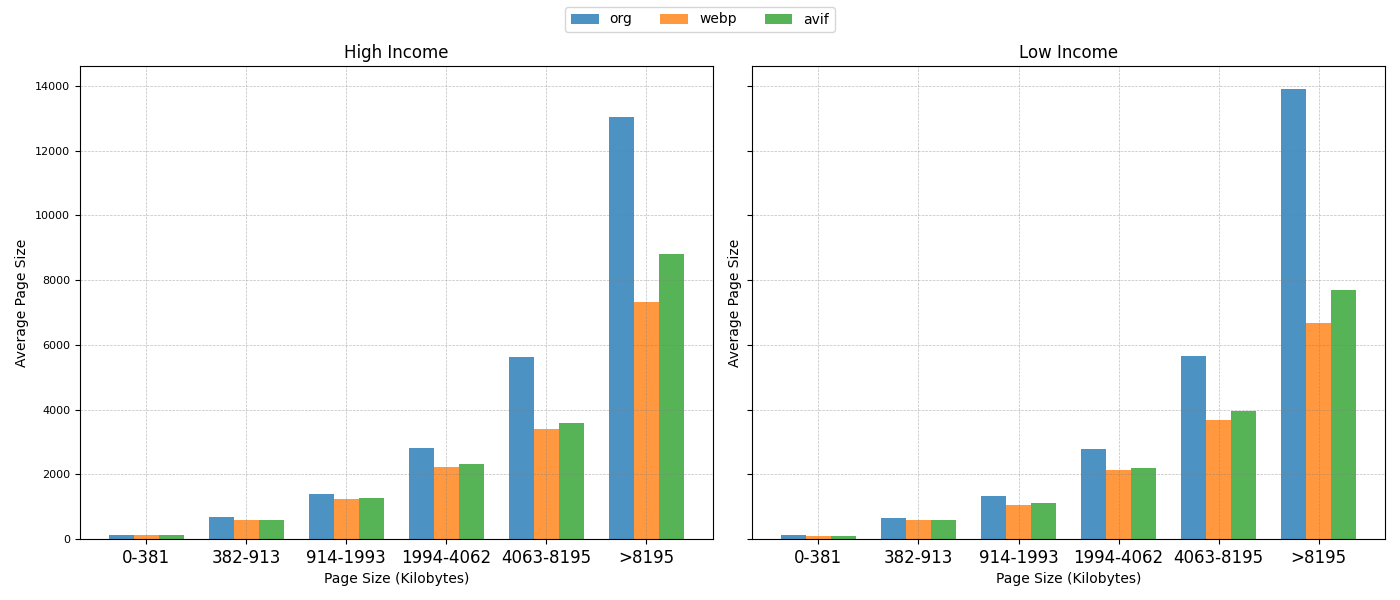 org webp avif
High Income
Low Income
14000
12000
10000
8000
6000
4000
2000
0
Average Page Size
Average Page Size
0-381 382-913 914-1993 1994-4062 4063-8195 >8195
0-381 382-913 914-1993 1994-4062 4063-8195 >8195
Page Size (Kilobytes)
Page Size (Kilobytes)